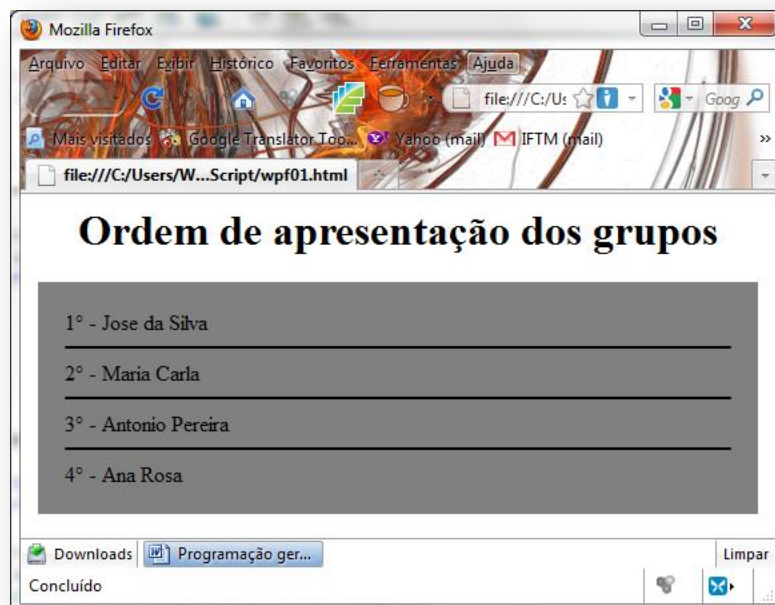 Mozilla Firefox
Arquivo Editar Exibir Histórico Favoritos Ferramentas Ajuda
file:///C:/Us Goog
Mais visitados Google Translator Too... Yahoo (mail) IFTM (mail) »
file:///C:/Users/W...Script/wpf01.html
Ordem de apresentação dos grupos
1° - Jose da Silva
2° - Maria Carla
3° - Antonio Pereira
4° - Ana Rosa
Downloads Programação ger... Limpar
Concluído